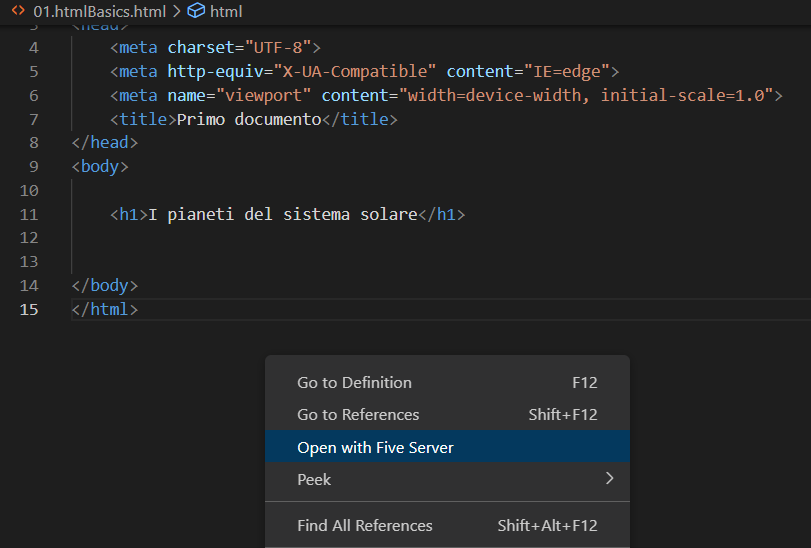 01.htmlBasics.html > html
3 <head>
4 <meta charset="UTF-8">
5 <meta http-equiv="X-UA-Compatible" content="IE=edge">
6 <meta name="viewport" content="width=device-width, initial-scale=1.0">
7 <title>Primo documento</title>
8 </head>
9 <body>
10
11 <h1>I pianeti del sistema solare</h1>
12
13
14 </body>
15 </html>
Go to Definition F12
Go to References Shift+F12
Open with Five Server
Peek >
Find All References Shift+Alt+F12